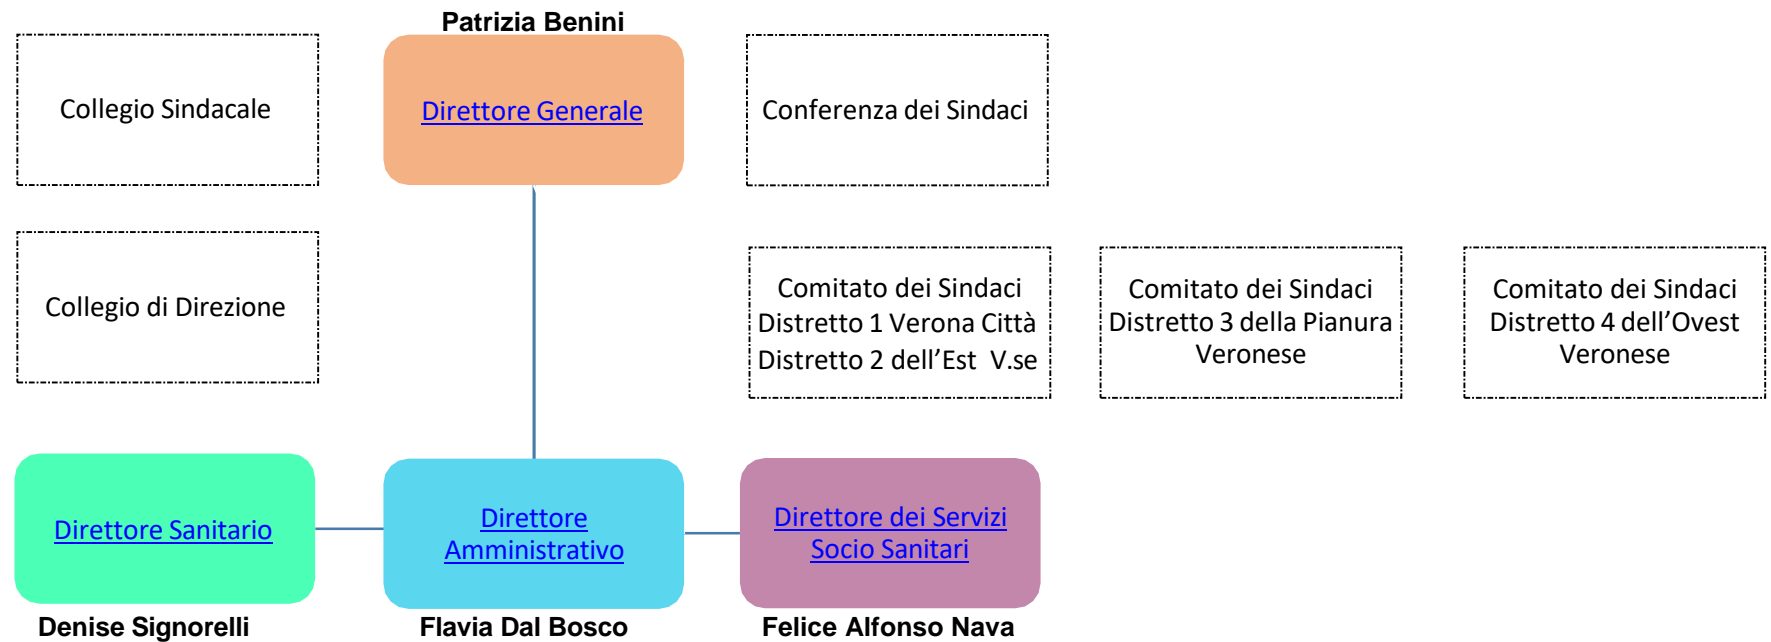 Patrizia Benini
Collegio Sindacale
Direttore Generale
Conferenza dei Sindaci
Collegio di Direzione
Comitato dei Sindaci
Distretto 1 Verona Città
Distretto 2 dell’Est V.se
Comitato dei Sindaci
Distretto 3 della Pianura
Veronese
Comitato dei Sindaci
Distretto 4 dell’Ovest
Veronese
Direttore Sanitario
Direttore
Amministrativo
Direttore dei Servizi
Socio Sanitari
Denise Signorelli
Flavia Dal Bosco
Felice Alfonso Nava